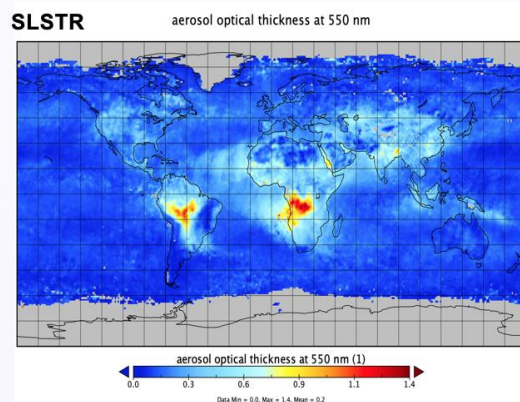 SLSTR
aerosol optical thickness at 550 nm
aerosol optical thickness at 550 nm (1)
0.0 0.3 0.6 0.9 1.1 1.4
Data Min = 0.0, Max = 1.4, Mean = 0.2